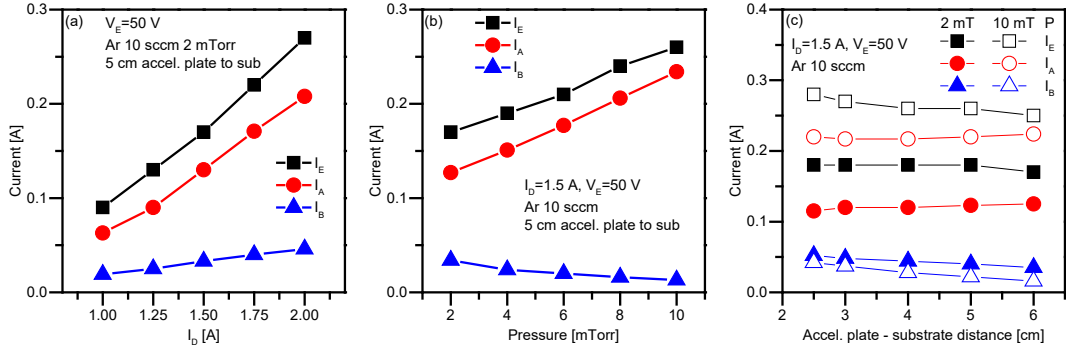 (a)
V_E=50 V
Ar 10 sccm 2 mTorr
5 cm accel. plate to sub
I_E
I_A
I_B
Current [A]
0.3
0.2
0.1
0.0
1.00 1.25 1.50 1.75 2.00
I_D [A]
(b)
I_E
I_A
I_B
I_D=1.5 A, V_E=50 V
Ar 10 sccm
5 cm accel. plate to sub
Current [A]
0.3
0.2
0.1
0.0
2 4 6 8 10
Pressure [mTorr]
(c)
2 mT 10 mT P
I_E
I_A
I_B
I_D=1.5 A, V_E=50 V
Ar 10 sccm
Current [A]
0.4
0.3
0.2
0.1
0.0
2 3 4 5 6
Accel. plate - substrate distance [cm]